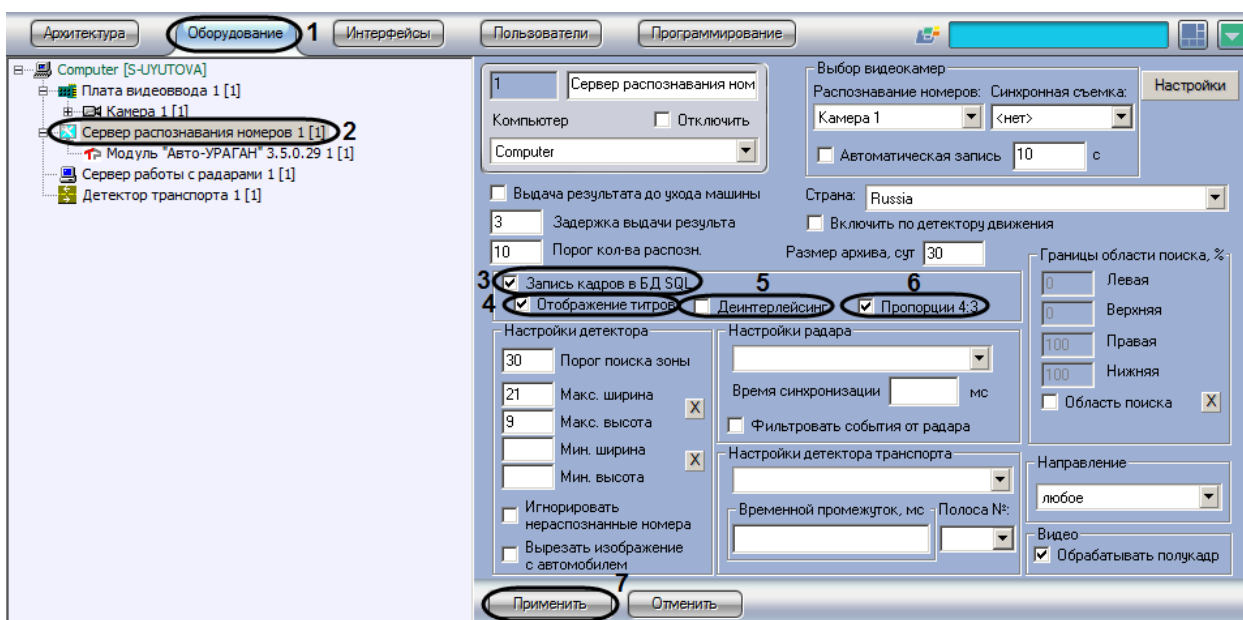 Архитектура
Оборудование
1
Интерфейсы
Пользователи
Программирование
Computer [S-UYUTOVA]
Плата видеоввода 1 [1]
Камера 1 [1]
Сервер распознавания номеров 1 [1]
2
Модуль "Авто-УРАГАН" 3.5.0.29 1 [1]
Сервер работы с радарами 1 [1]
Детектор транспорта 1 [1]
1
Сервер распознавания ном
Компьютер
Отключить
Computer
Выбор видеокамер
Распознавание номеров:
Синхронная съемка:
Камера 1
<нет>
Автоматическая запись
10
с
Настройки
Выдача результата до ухода машины
Страна:
Russia
3
Задержка выдачи результа
Включить по детектору движения
10
Порог кол-ва распозн.
Размер архива, сут
30
3
Запись кадров в БД SQL
4
Отображение титров
5
Деинтерлейсинг
6
Пропорции 4:3
Границы области поиска, %
0
Левая
0
Верхняя
100
Правая
100
Нижняя
Область поиска
X
Настройки детектора
30
Порог поиска зоны
21
Макс. ширина
9
Макс. высота
X
Мин. ширина
Мин. высота
X
Игнорировать
нераспознанные номера
Вырезать изображение
с автомобилем
Настройки радара
Время синхронизации
мс
Фильтровать события от радара
Настройки детектора транспорта
Временной промежуток, мс
Полоса №:
Направление
любое
Видео
Обрабатывать полукадр
7
Применить
Отменить